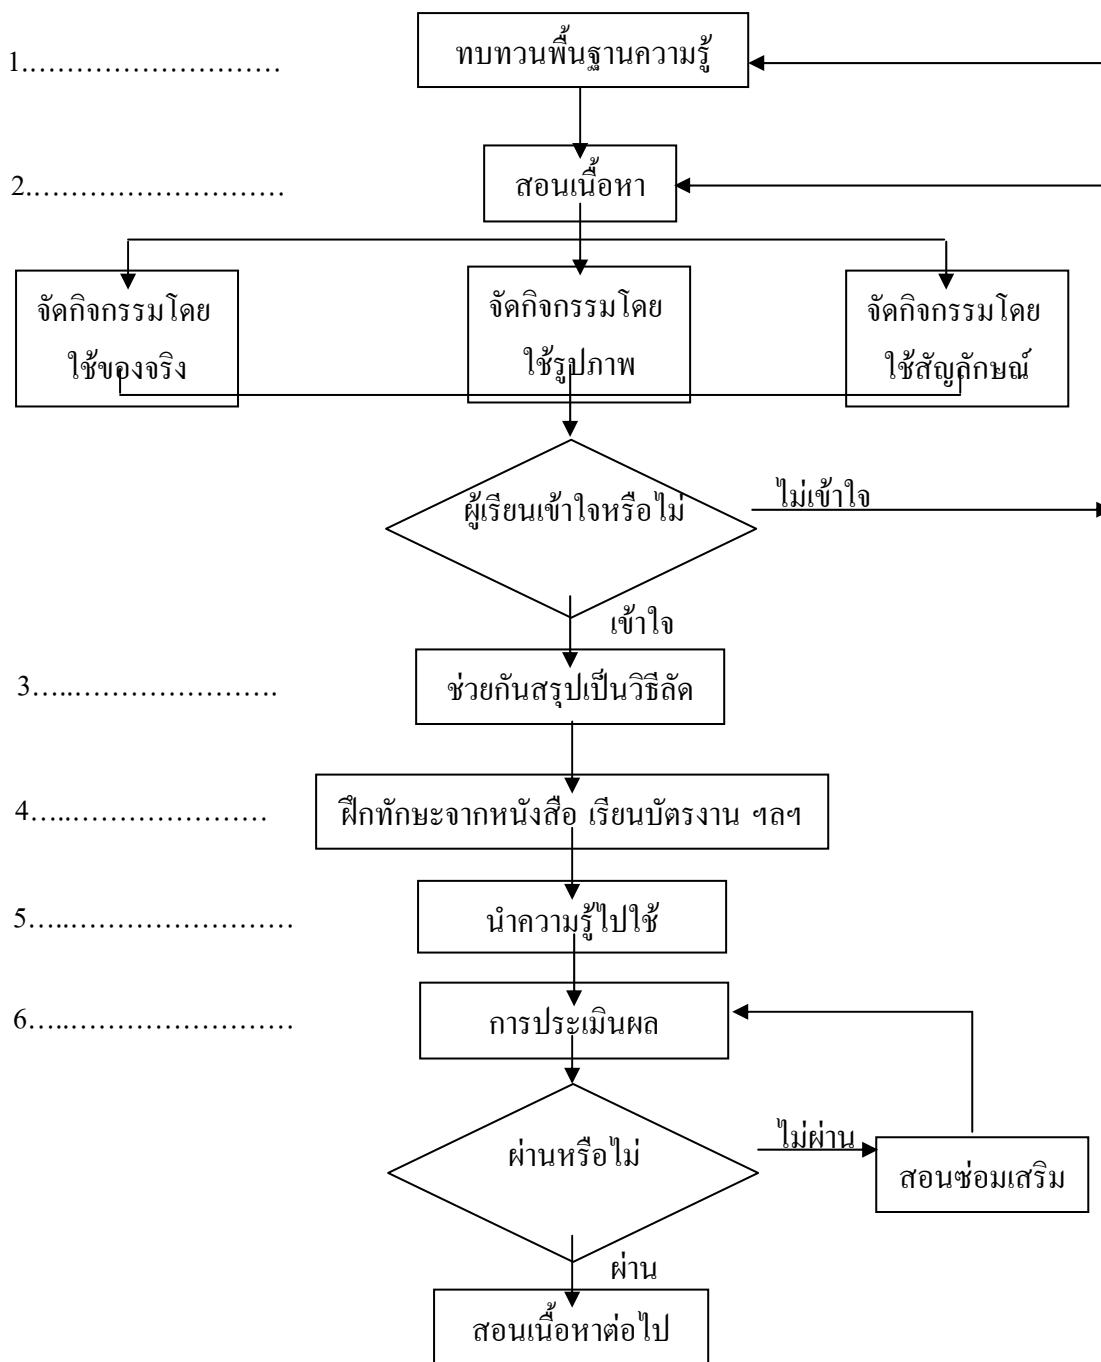 1.………………………
ทบทวนพื้นฐานความรู้
2.………………………
สอนเนื้อหา
จัดกิจกรรมโดย
ใช้ของจริง
จัดกิจกรรมโดย
ใช้รูปภาพ
จัดกิจกรรมโดย
ใช้สัญลักษณ์
ผู้เรียนเข้าใจหรือไม่
ไม่เข้าใจ
เข้าใจ
3…..………………….
ช่วยกันสรุปเป็นวิธีลัด
4…..…………………
ฝึกทักษะจากหนังสือ เรียนบัตรงาน ฯลฯ
5…..……………………
นำความรู้ไปใช้
6…..……………………
การประเมินผล
ผ่านหรือไม่
ไม่ผ่าน
สอนซ่อมเสริม
ผ่าน
สอนเนื้อหาต่อไป